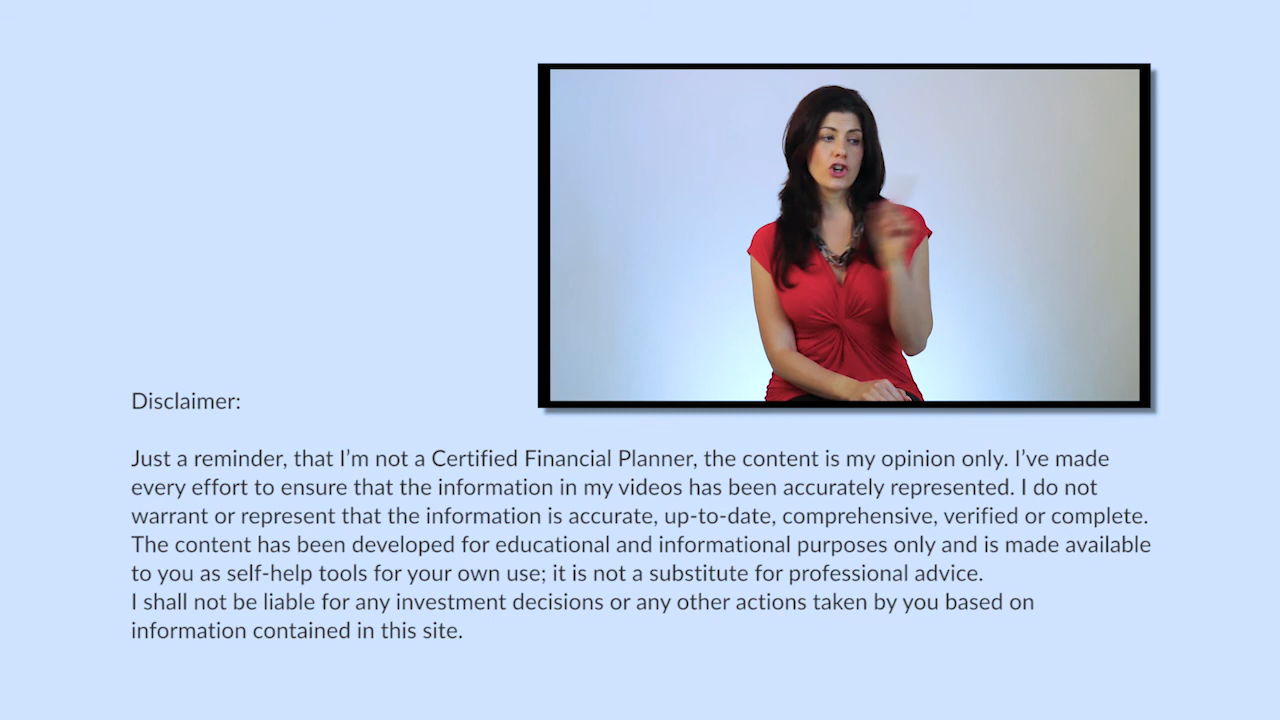 Disclaimer:
Just a reminder, that I’m not a Certified Financial Planner, the content is my opinion only. I’ve made
every effort to ensure that the information in my videos has been accurately represented. I do not
warrant or represent that the information is accurate, up-to-date, comprehensive, verified or complete.
The content has been developed for educational and informational purposes only and is made available
to you as self-help tools for your own use; it is not a substitute for professional advice.
I shall not be liable for any investment decisions or any other actions taken by you based on
information contained in this site.